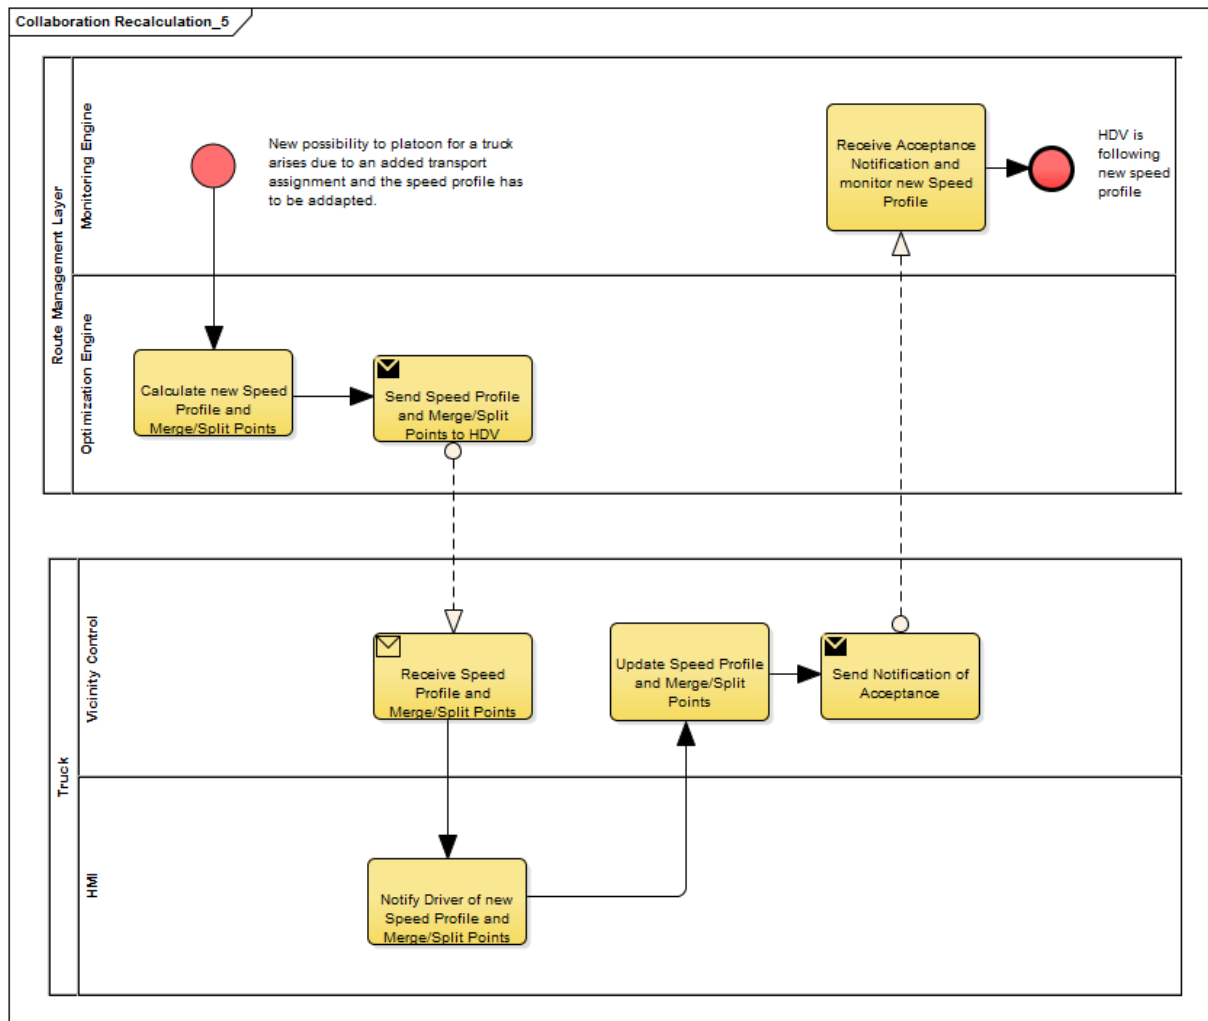 Collaboration Recalculation_5
Route Management Layer
Monitoring Engine
New possibility to platoon for a truck
arises due to an added transport
assignment and the speed profile has
to be addapted.
Receive Acceptance
Notification and
monitor new Speed
Profile
HDV is
following
new speed
profile
Optimization Engine
Calculate new Speed
Profile and
Merge/Split Points
Send Speed Profile
and Merge/Split
Points to HDV
Truck
Vicinity Control
Receive Speed
Profile and
Merge/Split Points
Update Speed Profile
and Merge/Split
Points
Send Notification of
Acceptance
HMI
Notify Driver of new
Speed Profile and
Merge/Split Points